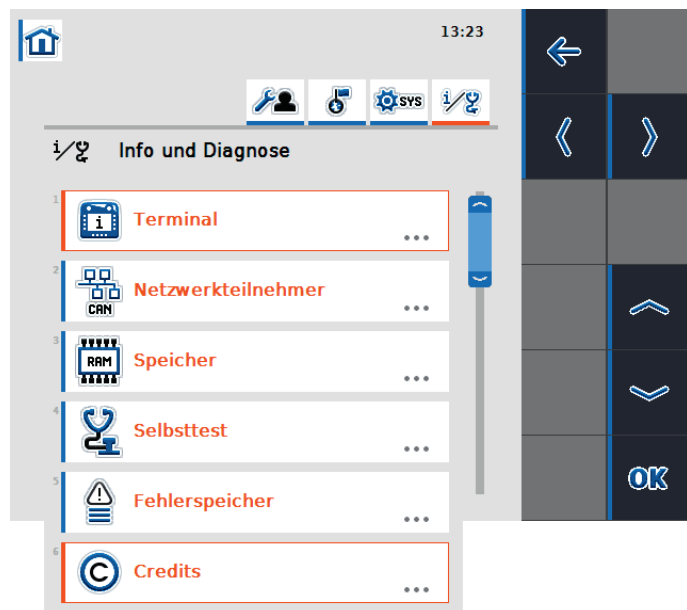 13:23
SYS i
i Info und Diagnose
1
i Terminal
...
2
CAN Netzwerkteilnehmer
...
3
RAM Speicher
...
4
Selbsttest
...
5
Fehlerspeicher
...
6
C Credits
...
OK